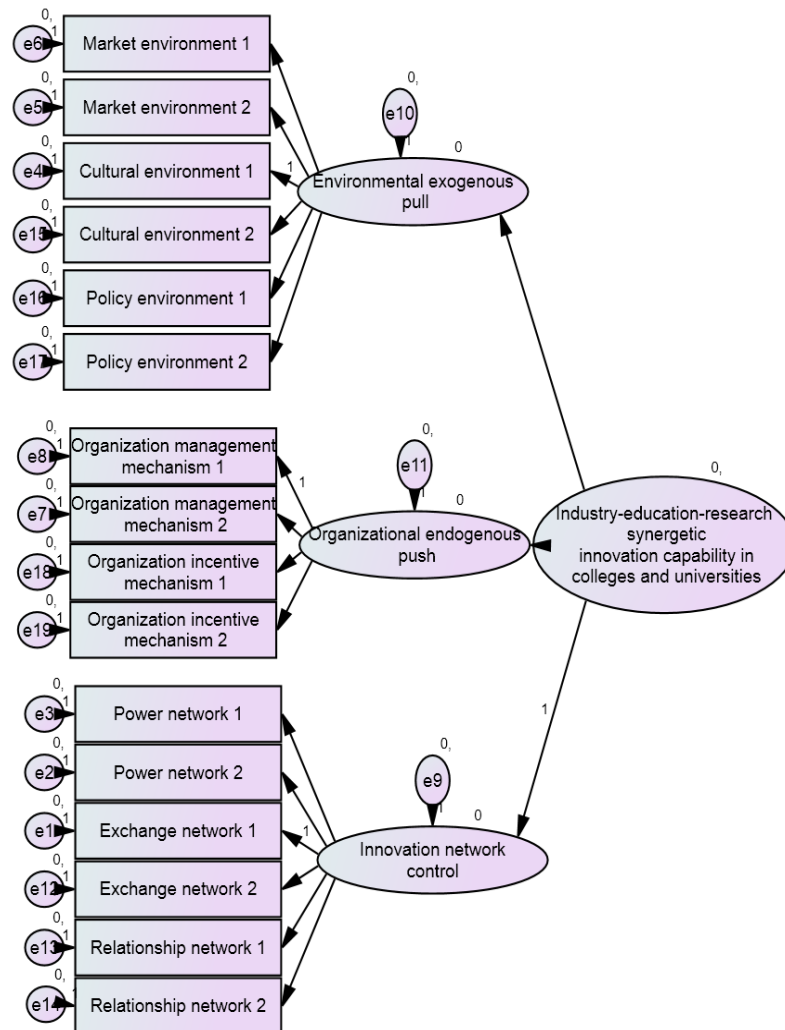 0,
e6
1
Market environment 1
0,
e5
1
Market environment 2
0,
e4
1
Cultural environment 1
0,
e15
1
Cultural environment 2
0,
e16
1
Policy environment 1
0,
e17
1
Policy environment 2
1
0,
e10
1
0
Environmental exogenous
pull
0,
e8
1
Organization management
mechanism 1
0,
e7
1
Organization management
mechanism 2
0,
e18
1
Organization incentive
mechanism 1
0,
e19
1
Organization incentive
mechanism 2
1
0,
e11
1
0
Organizational endogenous
push
0,
Industry-education-research
synergetic
innovation capability in
colleges and universities
1
0,
e3
1
Power network 1
0,
e2
1
Power network 2
0,
e1
1
Exchange network 1
0,
e12
1
Exchange network 2
0,
e13
1
Relationship network 1
0,
e14
1
Relationship network 2
1
0,
e9
1
0
Innovation network
control